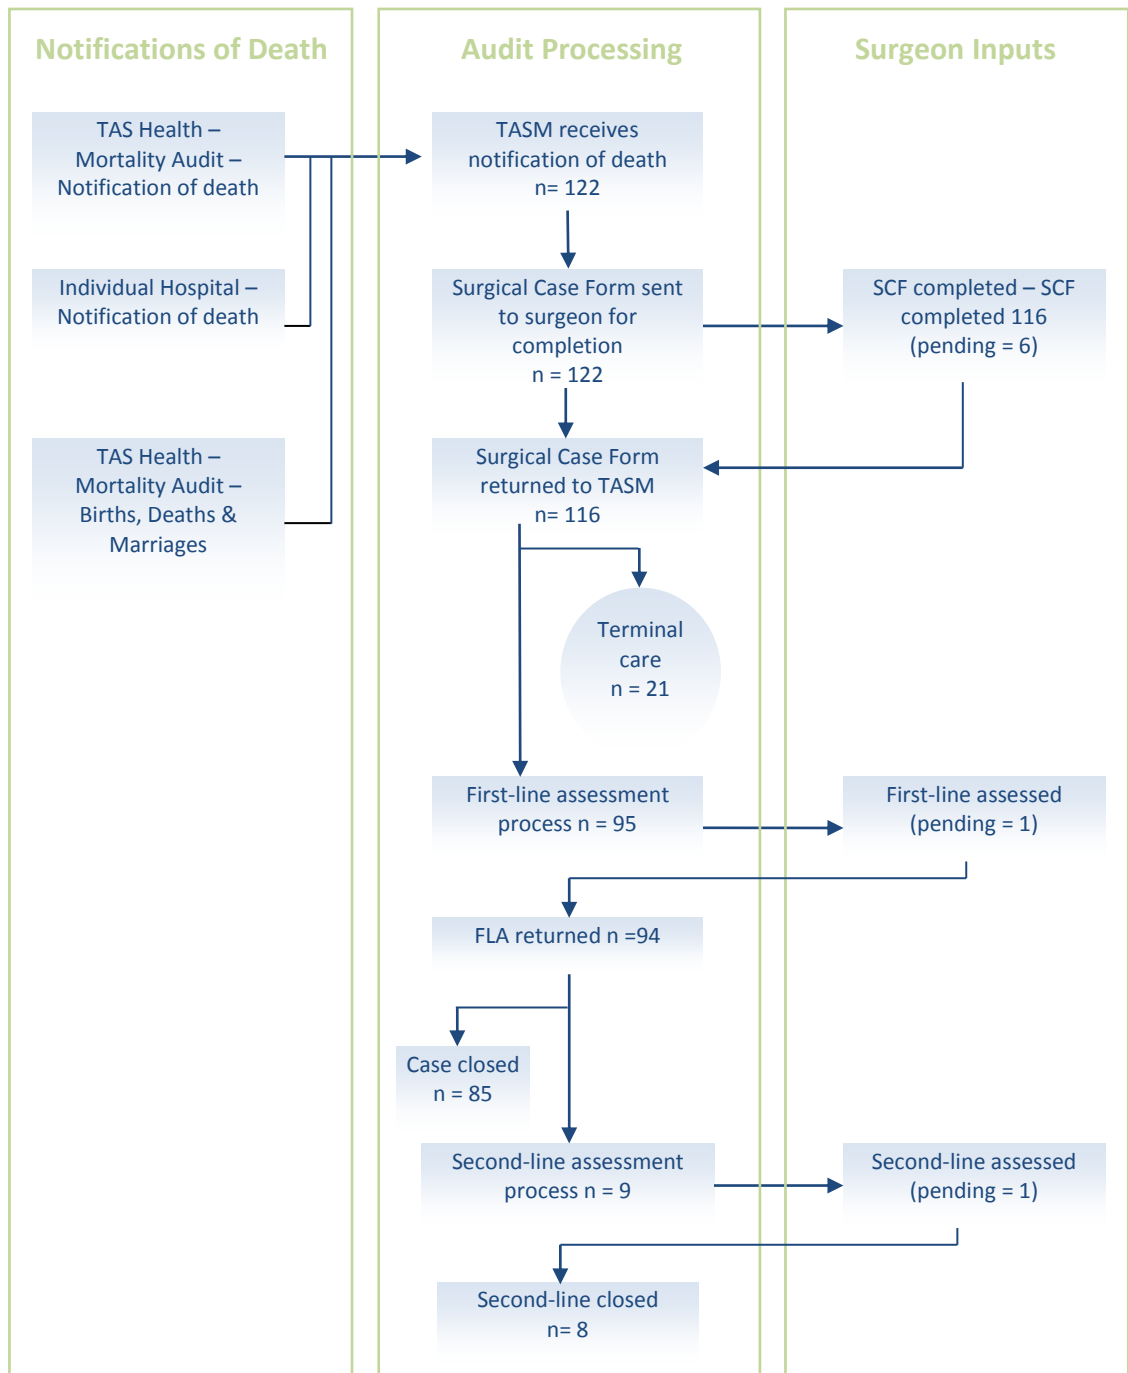 Notifications of Death
Audit Processing
Surgeon Inputs
TAS Health –
Mortality Audit –
Notification of death
TASM receives
notification of death
n= 122
Individual Hospital –
Notification of death
Surgical Case Form sent
to surgeon for
completion
n = 122
SCF completed – SCF
completed 116
(pending = 6)
TAS Health –
Mortality Audit –
Births, Deaths &
Marriages
Surgical Case Form
returned to TASM
n= 116
Terminal
care
n = 21
First-line assessment
process n = 95
First-line assessed
(pending = 1)
FLA returned n =94
Case closed
n = 85
Second-line assessment
process n = 9
Second-line assessed
(pending = 1)
Second-line closed
n= 8